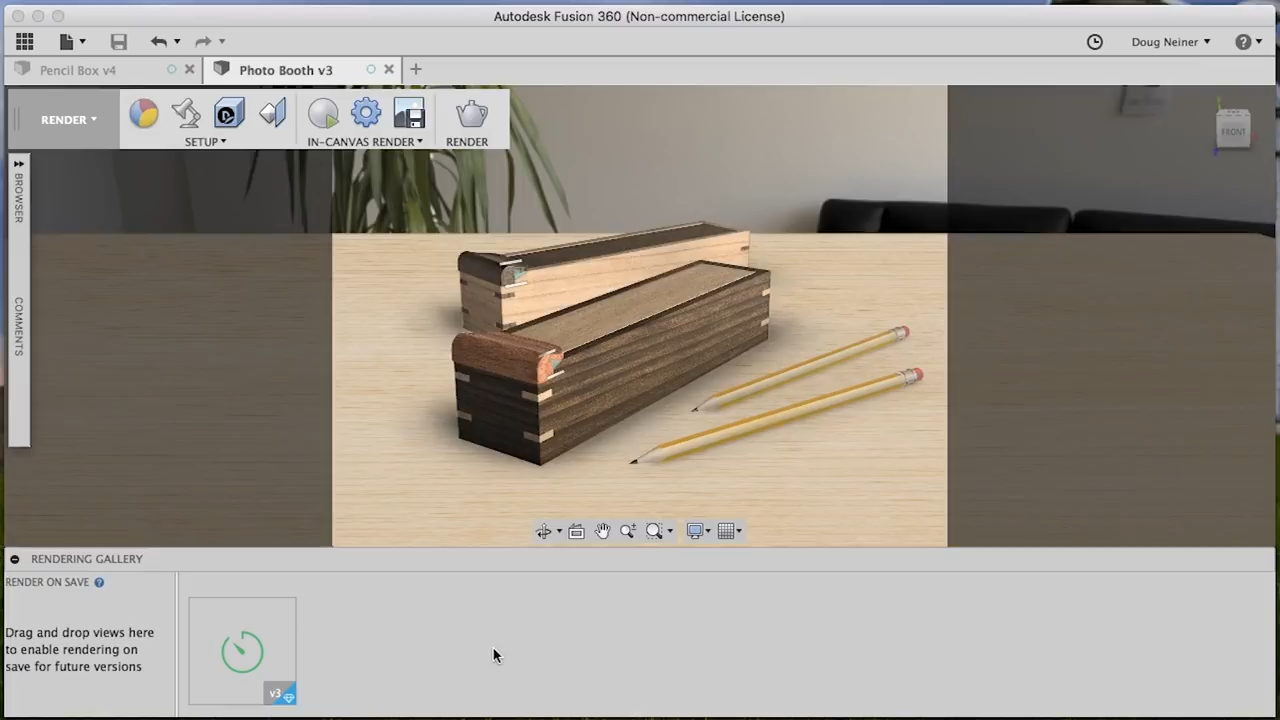 Autodesk Fusion 360 (Non-commercial License)
Doug Neiner
Pencil Box v4
Photo Booth v3
RENDER
SETUP
IN-CANVAS RENDER
RENDER
FRONT
BROWSER
COMMENTS
RENDERING GALLERY
RENDER ON SAVE
Drag and drop views here
to enable rendering on
save for future versions
v3